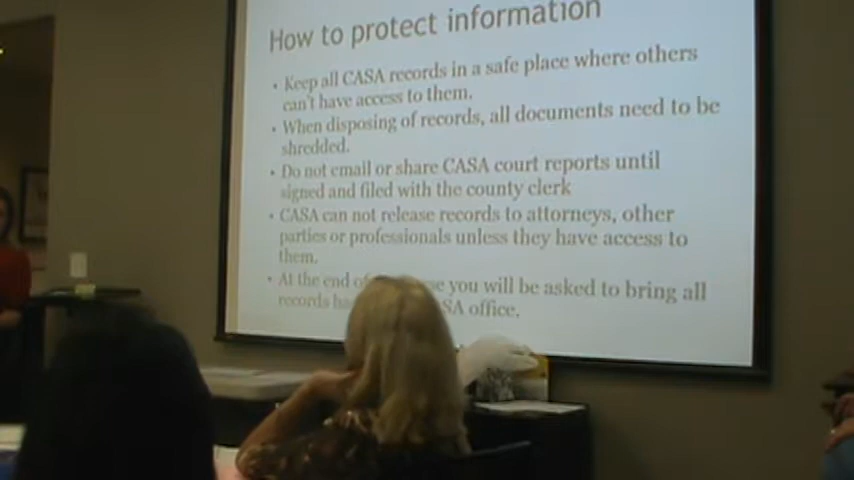 How to protect information
• Keep all CASA records in a safe place where others
can't have access to them.
• When disposing of records, all documents need to be
shredded.
• Do not email or share CASA court reports until
signed and filed with the county clerk
• CASA can not release records to attorneys, other
parties or professionals unless they have access to
them.
• At the end of you will be asked to bring all
records office.